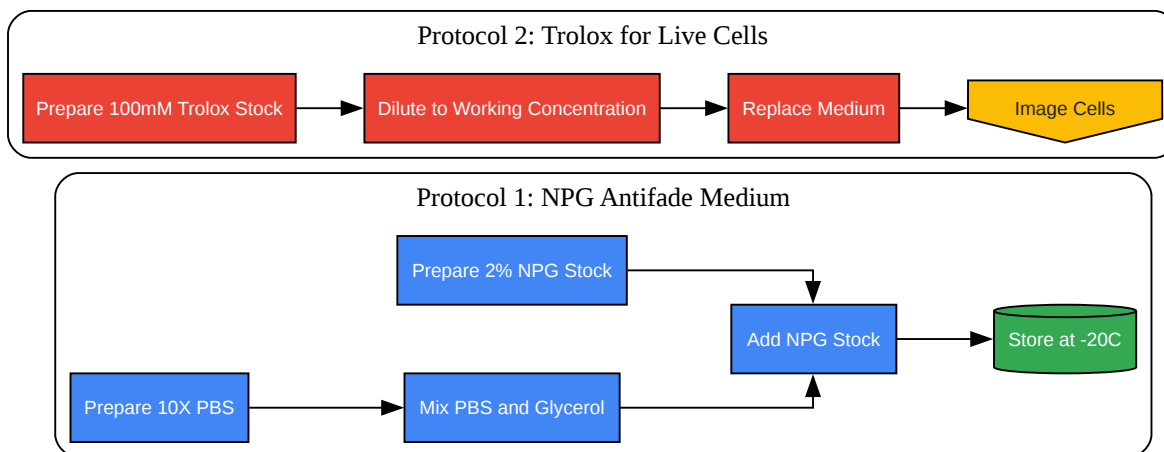 Protocol 2: Trolox for Live Cells
Prepare 100mM Trolox Stock
Dilute to Working Concentration
Replace Medium
Image Cells
Protocol 1: NPG Antifade Medium
Prepare 2% NPG Stock
Add NPG Stock
Store at -20C
Prepare 10X PBS
Mix PBS and Glycerol